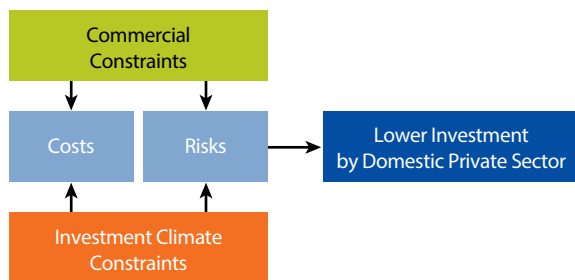 Commercial
Constraints
Costs
Risks
Lower Investment
by Domestic Private Sector
Investment Climate
Constraints